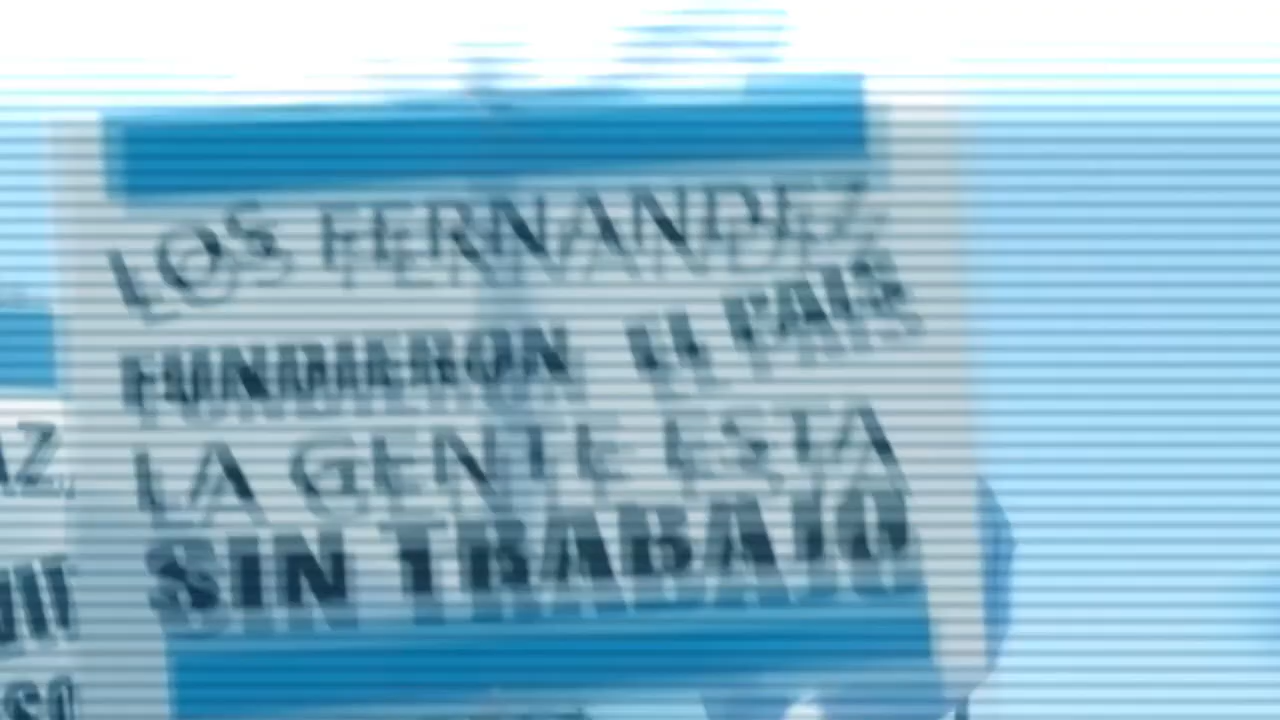 LOS FERNANDEZ
FUNDIERON EL PAIS
LA GENTE ESTA
SIN TRABAJO